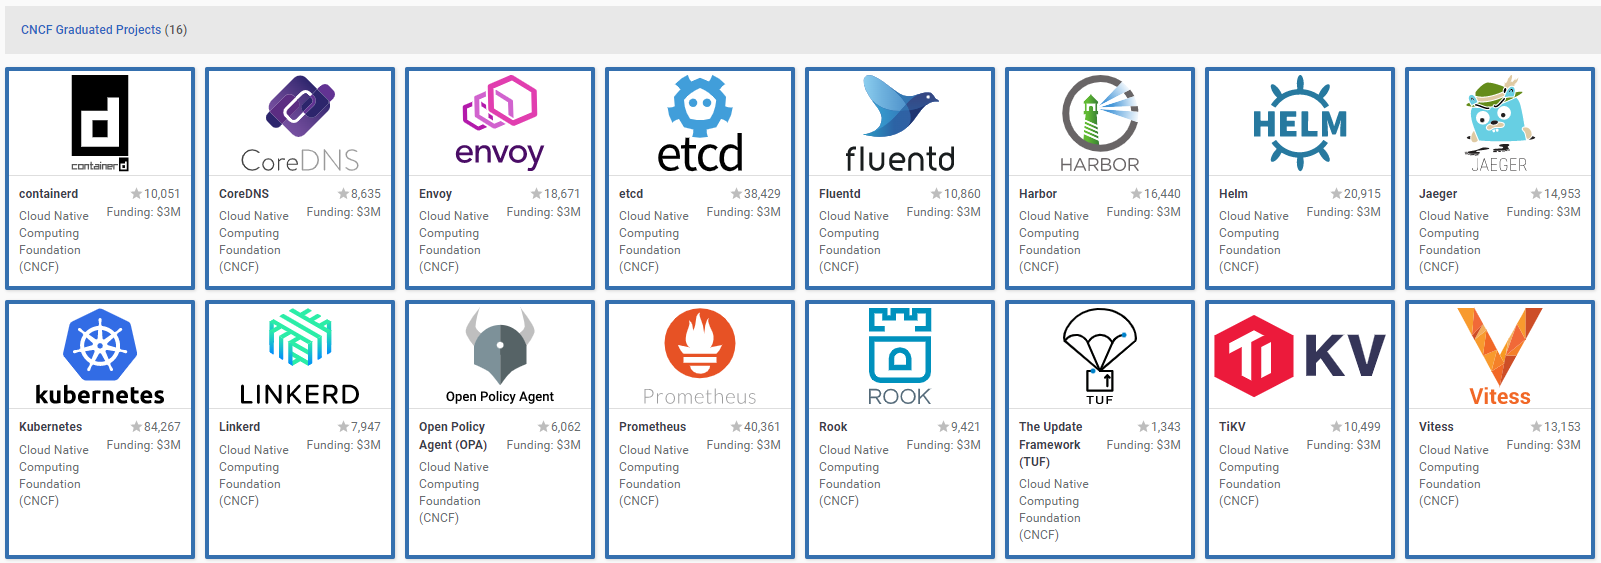 CNCF Graduated Projects (16)
containerd
CoreDNS
envoy
etcd
fluentd
HARBOR
HELM
JAEGER
containerd ★10,051
Cloud Native Funding: $3M
Computing
Foundation
(CNCF)
CoreDNS ★8,635
Cloud Native Funding: $3M
Computing
Foundation
(CNCF)
Envoy ★18,671
Cloud Native Funding: $3M
Computing
Foundation
(CNCF)
etcd ★38,429
Cloud Native Funding: $3M
Computing
Foundation
(CNCF)
Fluentd ★10,860
Cloud Native Funding: $3M
Computing
Foundation
(CNCF)
Harbor ★16,440
Cloud Native Funding: $3M
Computing
Foundation
(CNCF)
Helm ★20,915
Cloud Native Funding: $3M
Computing
Foundation
(CNCF)
Jaeger ★14,953
Cloud Native Funding: $3M
Computing
Foundation
(CNCF)
kubernetes
LINKERD
Open Policy Agent
Prometheus
ROOK
TUF
TI KV
Vitess
Kubernetes ★84,267
Funding: $3M
Cloud Native
Computing
Foundation
(CNCF)
Linkerd ★7,947
Funding: $3M
Cloud Native
Computing
Foundation
(CNCF)
Open Policy ★6,062
Agent (OPA) Funding: $3M
Cloud Native
Computing
Foundation
(CNCF)
Prometheus ★40,361
Funding: $3M
Cloud Native
Computing
Foundation
(CNCF)
Rook ★9,421
Funding: $3M
Cloud Native
Computing
Foundation
(CNCF)
The Update ★1,343
Framework Funding: $3M
(TUF)
Cloud Native
Computing
Foundation
(CNCF)
TiKV ★10,499
Funding: $3M
Cloud Native
Computing
Foundation
(CNCF)
Vitess ★13,153
Funding: $3M
Cloud Native
Computing
Foundation
(CNCF)